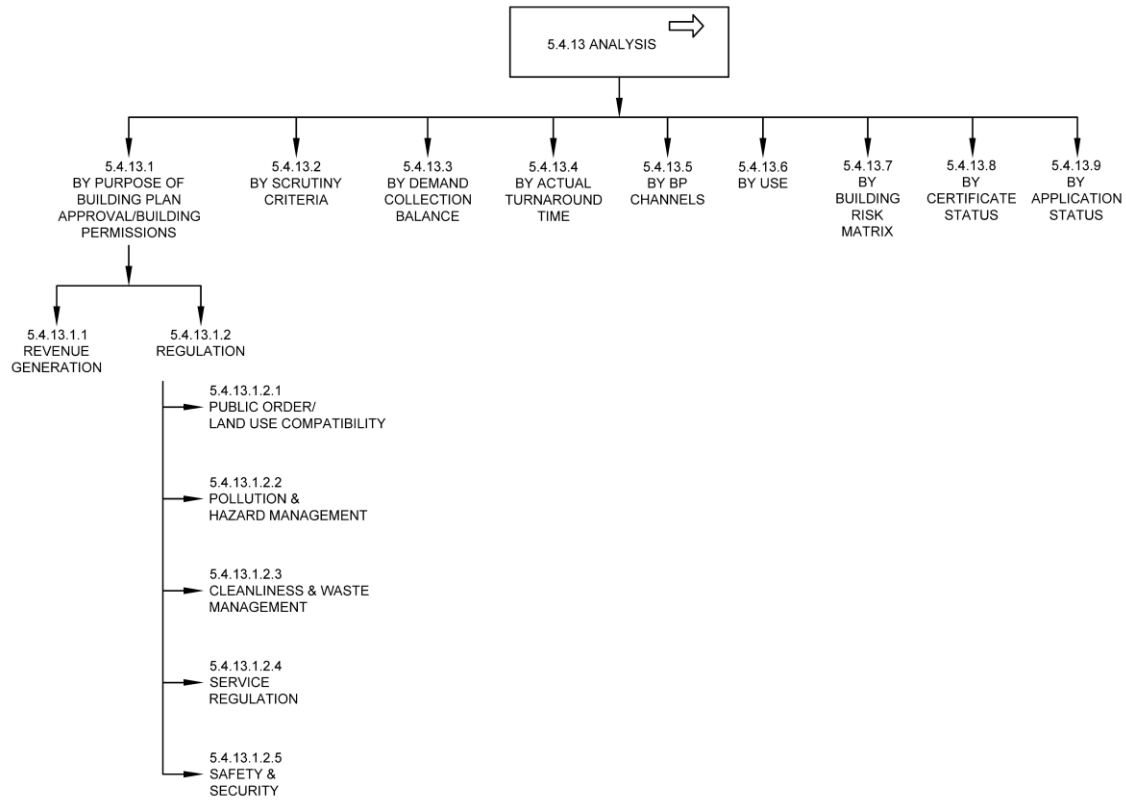 5.4.13 ANALYSIS
5.4.13.1
BY PURPOSE OF
BUILDING PLAN
APPROVAL/BUILDING
PERMISSIONS
5.4.13.2
BY SCRUTINY
CRITERIA
5.4.13.3
BY DEMAND
COLLECTION
BALANCE
5.4.13.4
BY ACTUAL
TURNAROUND
TIME
5.4.13.5
BY BP
CHANNELS
5.4.13.6
BY USE
5.4.13.7
BY
BUILDING
RISK
MATRIX
5.4.13.8
BY
CERTIFICATE
STATUS
5.4.13.9
BY
APPLICATION
STATUS
5.4.13.1.1
REVENUE
GENERATION
5.4.13.1.2
REGULATION
5.4.13.1.2.1
PUBLIC ORDER/
LAND USE COMPATIBILITY
5.4.13.1.2.2
POLLUTION &
HAZARD MANAGEMENT
5.4.13.1.2.3
CLEANLINESS & WASTE
MANAGEMENT
5.4.13.1.2.4
SERVICE
REGULATION
5.4.13.1.2.5
SAFETY &
SECURITY